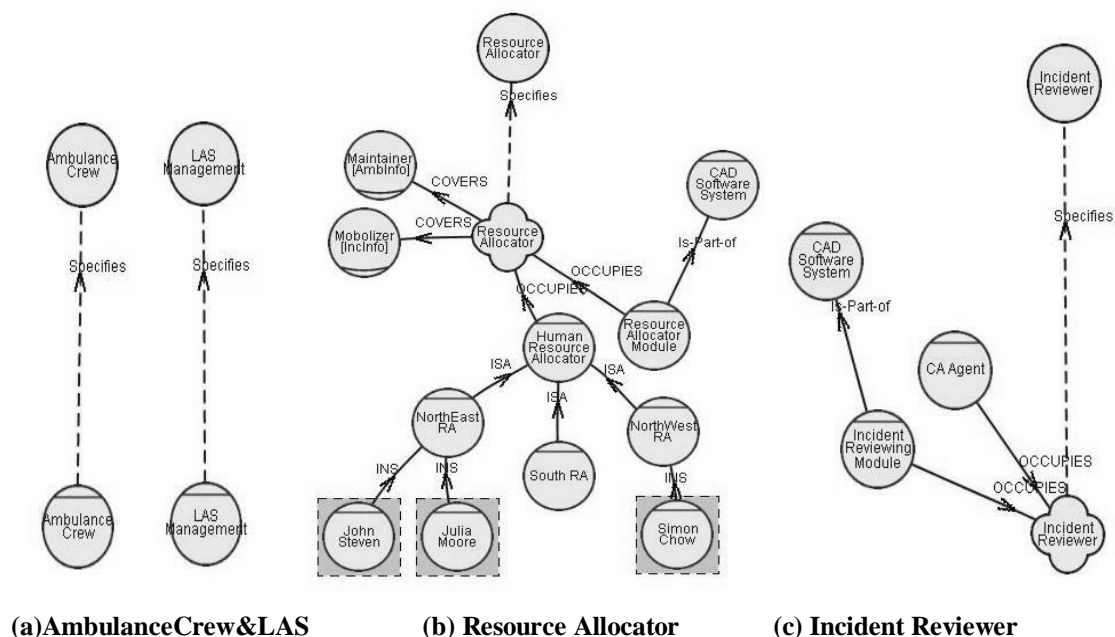 Ambulance
Crew
LAS
Management
Specifies
Specifies
Ambulance
Crew
LAS
Management
(a)AmbulanceCrew&LAS
Resource
Allocator
Specifies
Maintainer
[AmbInfo]
COVERS
Mobolizer
[IncInfo]
COVERS
Resource
Allocator
CAD
Software
System
Is-Part-of
OCCUPIES
OCCUPIES
Human
Resource
Allocator
Resource
Allocator
Module
ISA
ISA
ISA
NorthEast
RA
South RA
NorthWest
RA
INS
INS
INS
John
Steven
Julia
Moore
Simon
Chow
(b) Resource Allocator
Incident
Reviewer
Specifies
CAD
Software
System
Is-Part-of
CA Agent
Incident
Reviewing
Module
OCCUPIES
OCCUPIES
Incident
Reviewer
(c) Incident Reviewer